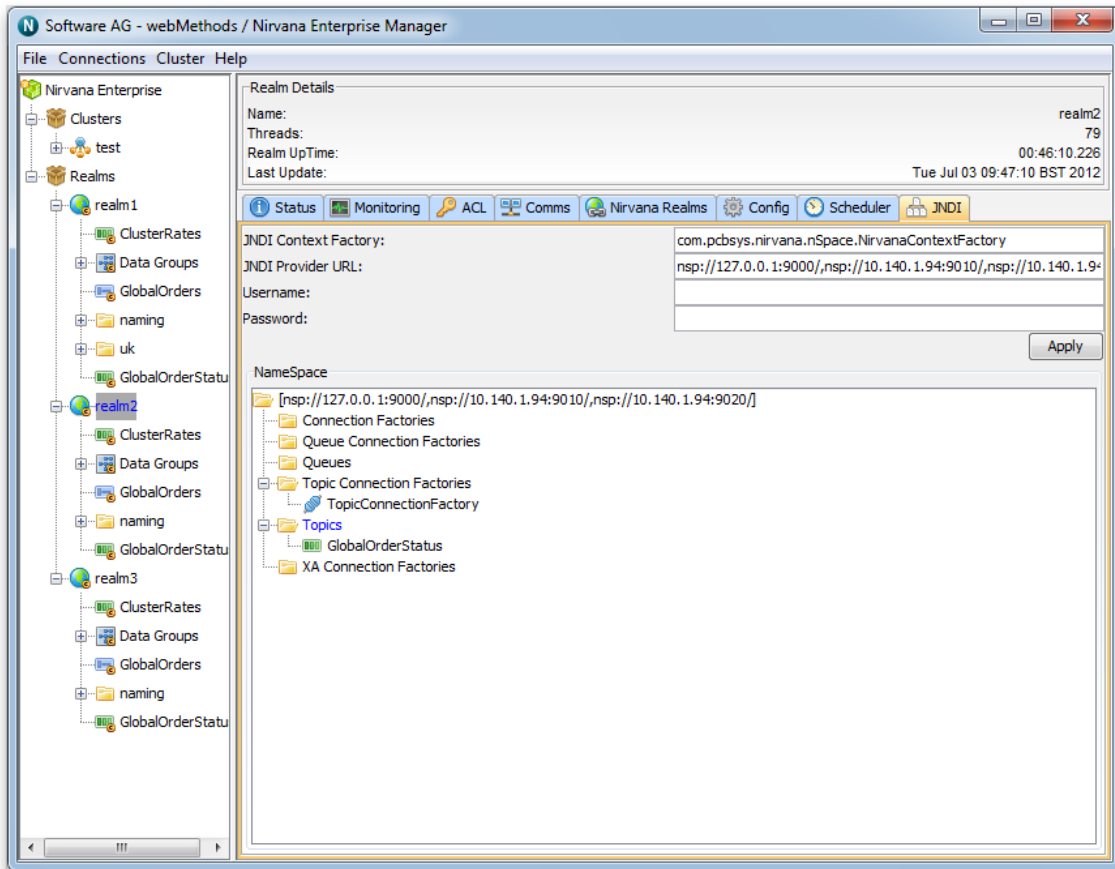 Software AG - webMethods / Nirvana Enterprise Manager
File Connections Cluster Help
Nirvana Enterprise
Clusters
test
Realms
realm1
ClusterRates
Data Groups
GlobalOrders
naming
uk
GlobalOrderStatu
realm2
ClusterRates
Data Groups
GlobalOrders
naming
GlobalOrderStatu
realm3
ClusterRates
Data Groups
GlobalOrders
naming
GlobalOrderStatu
Realm Details
Name: realm2
Threads: 79
Realm UpTime: 00:46:10.226
Last Update: Tue Jul 03 09:47:10 BST 2012
Status Monitoring ACL Comms Nirvana Realms Config Scheduler JNDI
JNDI Context Factory: com.pcbsys.nirvana.nSpace.NirvanaContextFactory
JNDI Provider URL: nsp://127.0.0.1:9000/,nsp://10.140.1.94:9010/,nsp://10.140.1.94
Username:
Password:
Apply
NameSpace
[nsp://127.0.0.1:9000/,nsp://10.140.1.94:9010/,nsp://10.140.1.94:9020/]
Connection Factories
Queue Connection Factories
Queues
Topic Connection Factories
TopicConnectionFactory
Topics
GlobalOrderStatus
XA Connection Factories